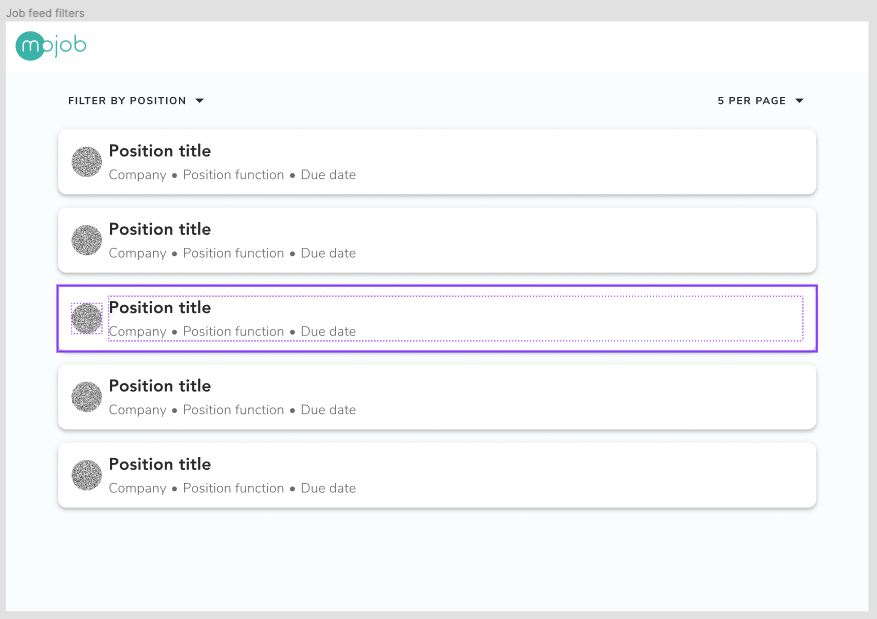 Job feed filters
mojob
FILTER BY POSITION
5 PER PAGE
Position title
Company • Position function • Due date
Position title
Company • Position function • Due date
Position title
Company • Position function • Due date
Position title
Company • Position function • Due date
Position title
Company • Position function • Due date